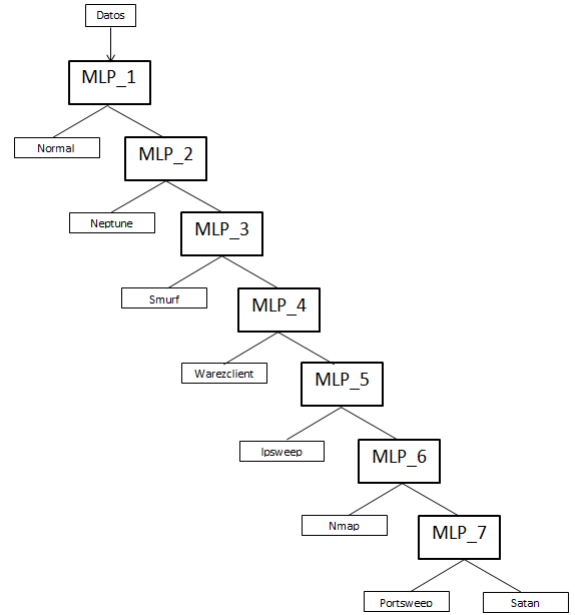 Datos
MLP_1
Normal
MLP_2
Neptune
MLP_3
Smurf
MLP_4
Warezclient
MLP_5
Ipsweep
MLP_6
Nmap
MLP_7
Portsweep
Satan